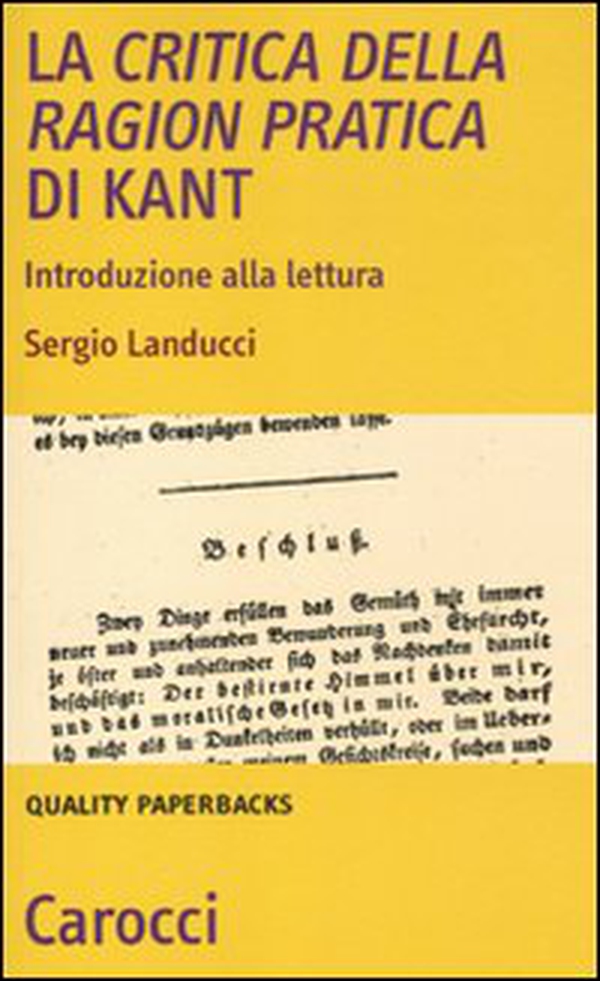 LA CRITICA DELLA
RAGION PRATICA
DI KANT
Introduzione alla lettura
Sergio Landucci
es bey diesen Grundzügen bewenden lasse.
Beschluß.
Zwey Dinge erfüllen das Gemüth mit immer
neuer und zunehmenden Bewunderung und Ehrfurcht,
je öfter und anhaltender sich das Nachdenken damit
beschäftigt: Der bestirnte Himmel über mir,
und das moralische Gesetz in mir. Beide darf
ich nicht als in Dunkelheiten verhüllt, oder im Ueber-
meinem Gesichtskreise, suchen und
QUALITY PAPERBACKS
Carocci